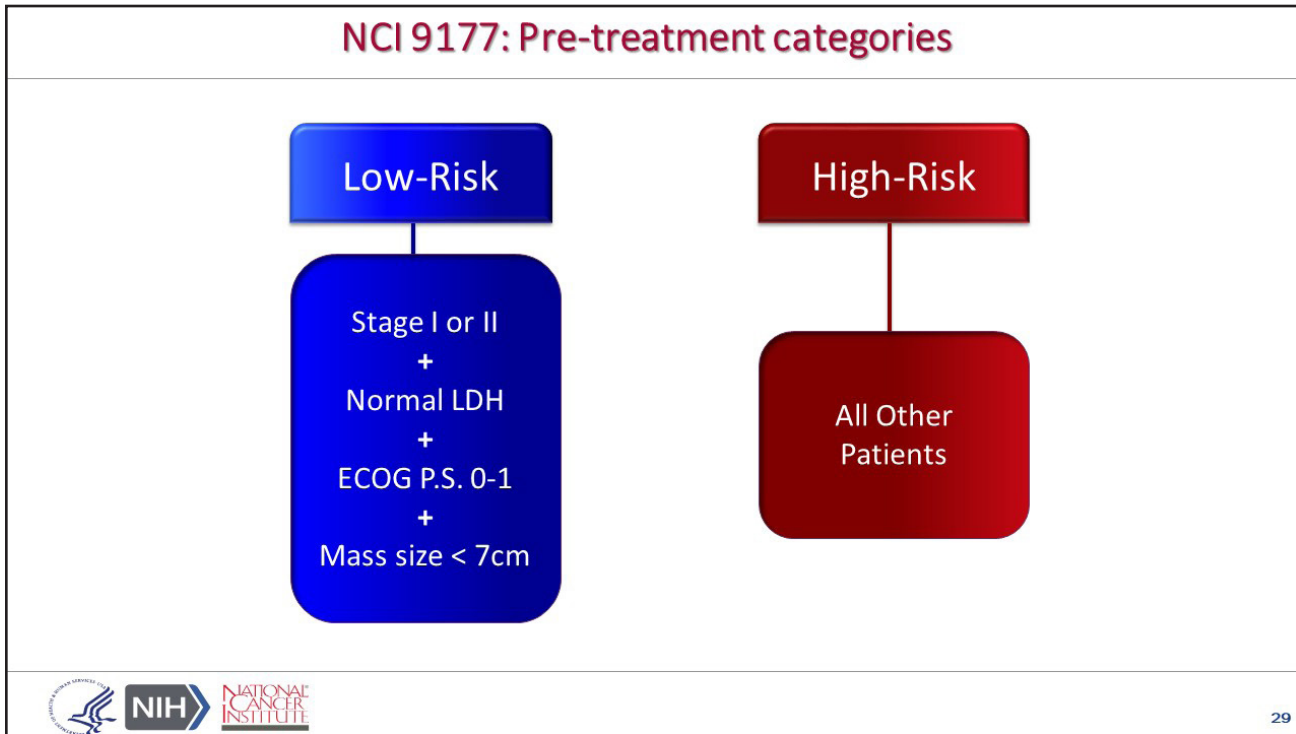 NCI 9177: Pre-treatment categories
Low-Risk
Stage I or II
+
Normal LDH
+
ECOG P.S. 0-1
+
Mass size < 7cm
High-Risk
All Other
Patients
NIH
NATIONAL
CANCER
INSTITUTE
29